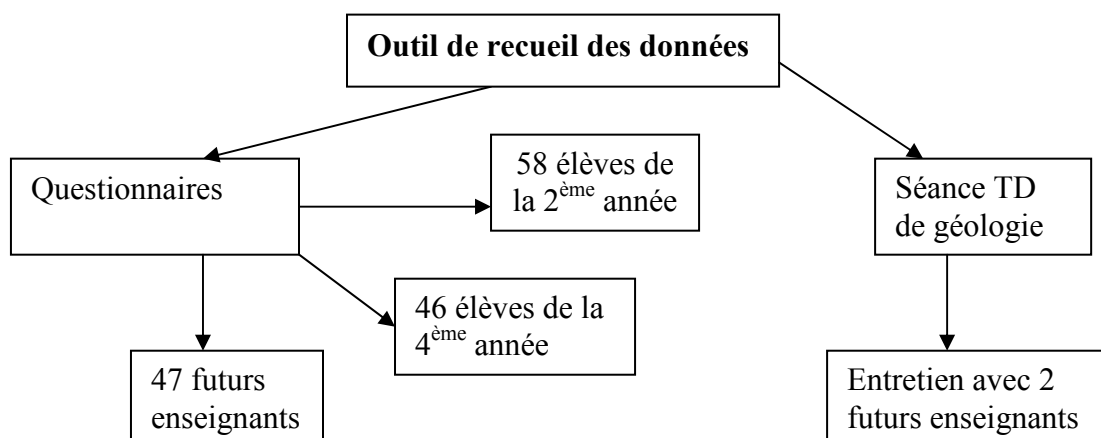 Outil de recueil des données
Questionnaires
58 élèves de
la 2ème année
Séance TD
de géologie
46 élèves de la
4ème année
47 futurs
enseignants
Entretien avec 2
futurs enseignants